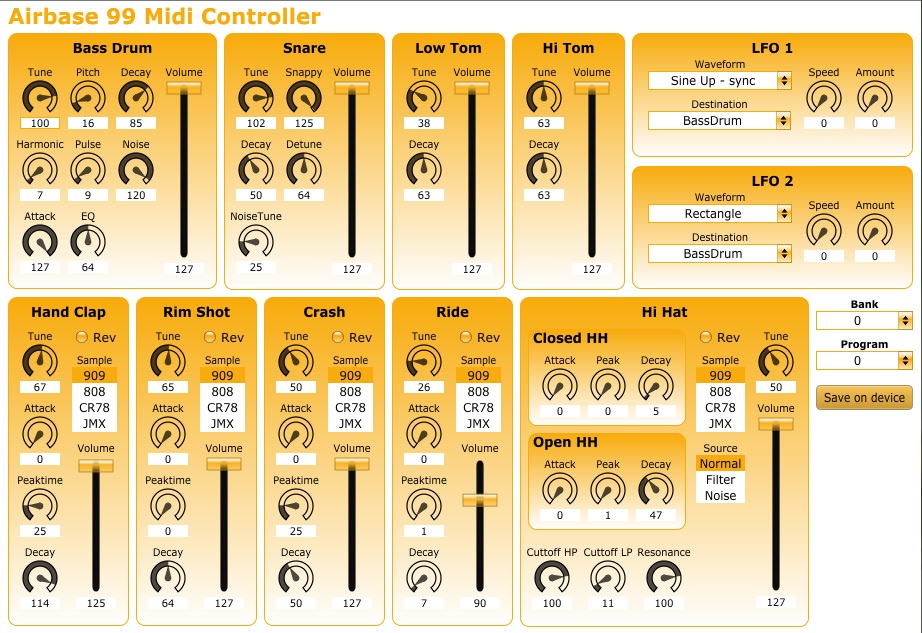 Airbase 99 Midi Controller
Bass Drum
Tune Pitch Decay Volume
100 16 85
Harmonic Pulse Noise
7 9 120
Attack EQ
127 64 127
Snare
Tune Snappy Volume
102 125
Decay Detune
50 64
NoiseTune
25 127
Low Tom
Tune Volume
38
Decay
63
127
Hi Tom
Tune Volume
63
Decay
63
127
LFO 1
Waveform Speed Amount
Sine Up - sync
Destination
BassDrum 0 0
LFO 2
Waveform Speed Amount
Rectangle
Destination
BassDrum 0 0
Hand Clap
Tune Rev
67 Sample
909
808
CR78
JMX
Attack
0 Volume
Peaktime
25
Decay
114 125
Rim Shot
Tune Rev
65 Sample
909
808
CR78
JMX
Attack
0 Volume
Peaktime
0
Decay
64 127
Crash
Tune Rev
50 Sample
909
808
CR78
JMX
Attack
0 Volume
Peaktime
25
Decay
50 127
Ride
Tune Rev
26 Sample
909
808
CR78
JMX
Attack
0 Volume
Peaktime
1
Decay
7 90
Hi Hat
Closed HH
Attack Peak Decay
0 0 5
Open HH
Attack Peak Decay
0 1 47
Cuttoff HP Cuttoff LP Resonance
100 11 100
Rev
Sample
909
808
CR78
JMX
Source
Normal
Filter
Noise
Tune
50
Volume
127
Bank
0
Program
0
Save on device